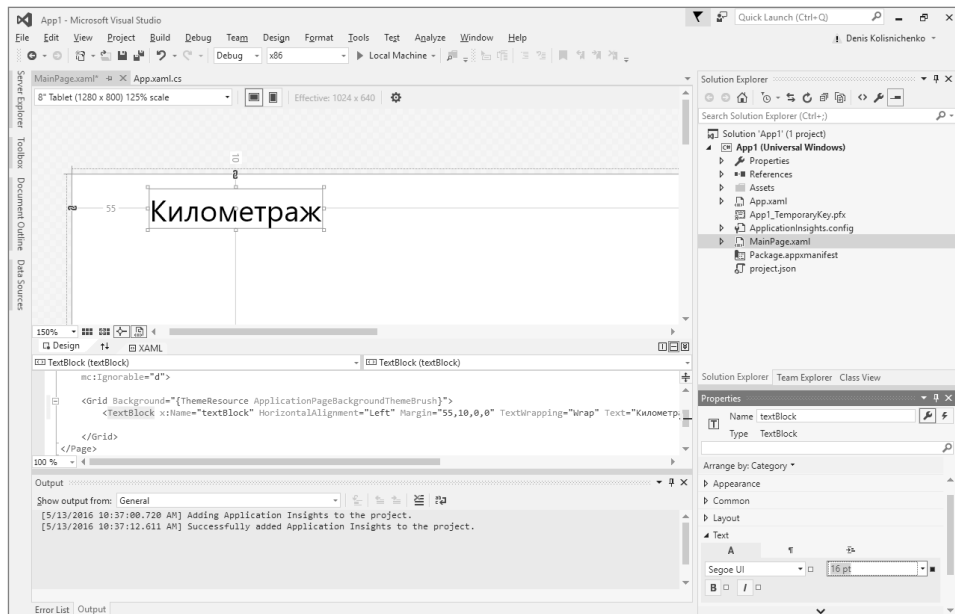 App1 - Microsoft Visual Studio
Quick Launch (Ctrl+Q)
File Edit View Project Build Debug Team Design Format Tools Test Analyze Window Help
Denis Kolisnichenko
Debug x86 Local Machine
Server Explorer
Toolbox
Document Outline
Data Sources
MainPage.xaml* App.xaml.cs
8" Tablet (1280 x 800) 125% scale Effective: 1024 x 640
10
55
Километраж
150%
Design XAML
TextBlock (textBlock) TextBlock (textBlock)
mc:Ignorable="d">
<Grid Background="{ThemeResource ApplicationPageBackgroundThemeBrush}">
<TextBlock x:Name="textBlock" HorizontalAlignment="Left" Margin="55,10,0,0" TextWrapping="Wrap" Text="Километр
</Grid>
</Page>
100 %
Output
Show output from: General
[5/13/2016 10:37:00.720 AM] Adding Application Insights to the project.
[5/13/2016 10:37:12.611 AM] Successfully added Application Insights to the project.
Error List Output
Solution Explorer
Search Solution Explorer (Ctrl+;)
Solution 'App1' (1 project)
C# App1 (Universal Windows)
Properties
References
Assets
App.xaml
App1_TemporaryKey.pfx
ApplicationInsights.config
MainPage.xaml
Package.appxmanifest
project.json
Solution Explorer Team Explorer Class View
Properties
Name textBlock
Type TextBlock
Arrange by: Category
Appearance
Common
Layout
Text
A ¶
Segoe UI 16 pt
B I